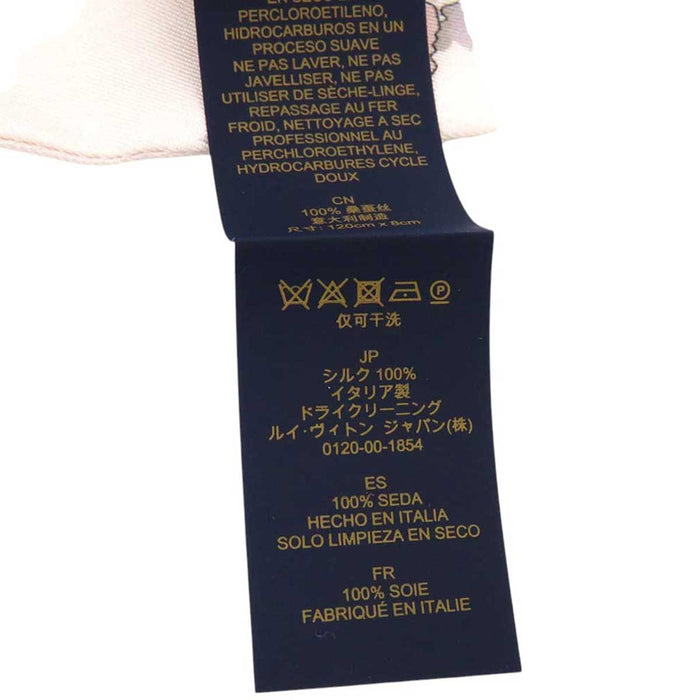 PERCLOROETILENO,
HIDROCARBUROS EN UN
PROCESO SUAVE
NE PAS LAVER, NE PAS
JAVELLISER, NE PAS
UTILISER DE SÈCHE-LINGE,
REPASSAGE AU FER
FROID, NETTOYAGE A SEC
PROFESSIONNEL AU
PERCHLOROETHYLENE,
HYDROCARBURES CYCLE
DOUX
CN
100% 桑蚕丝
意大利制造
尺寸: 120cm x 8cm
P
仅可干洗
JP
シルク 100%
イタリア製
ドライクリーニング
ルイ・ヴィトン ジャパン(株)
0120-00-1854
ES
100% SEDA
HECHO EN ITALIA
SOLO LIMPIEZA EN SECO
FR
100% SOIE
FABRIQUÉ EN ITALIE